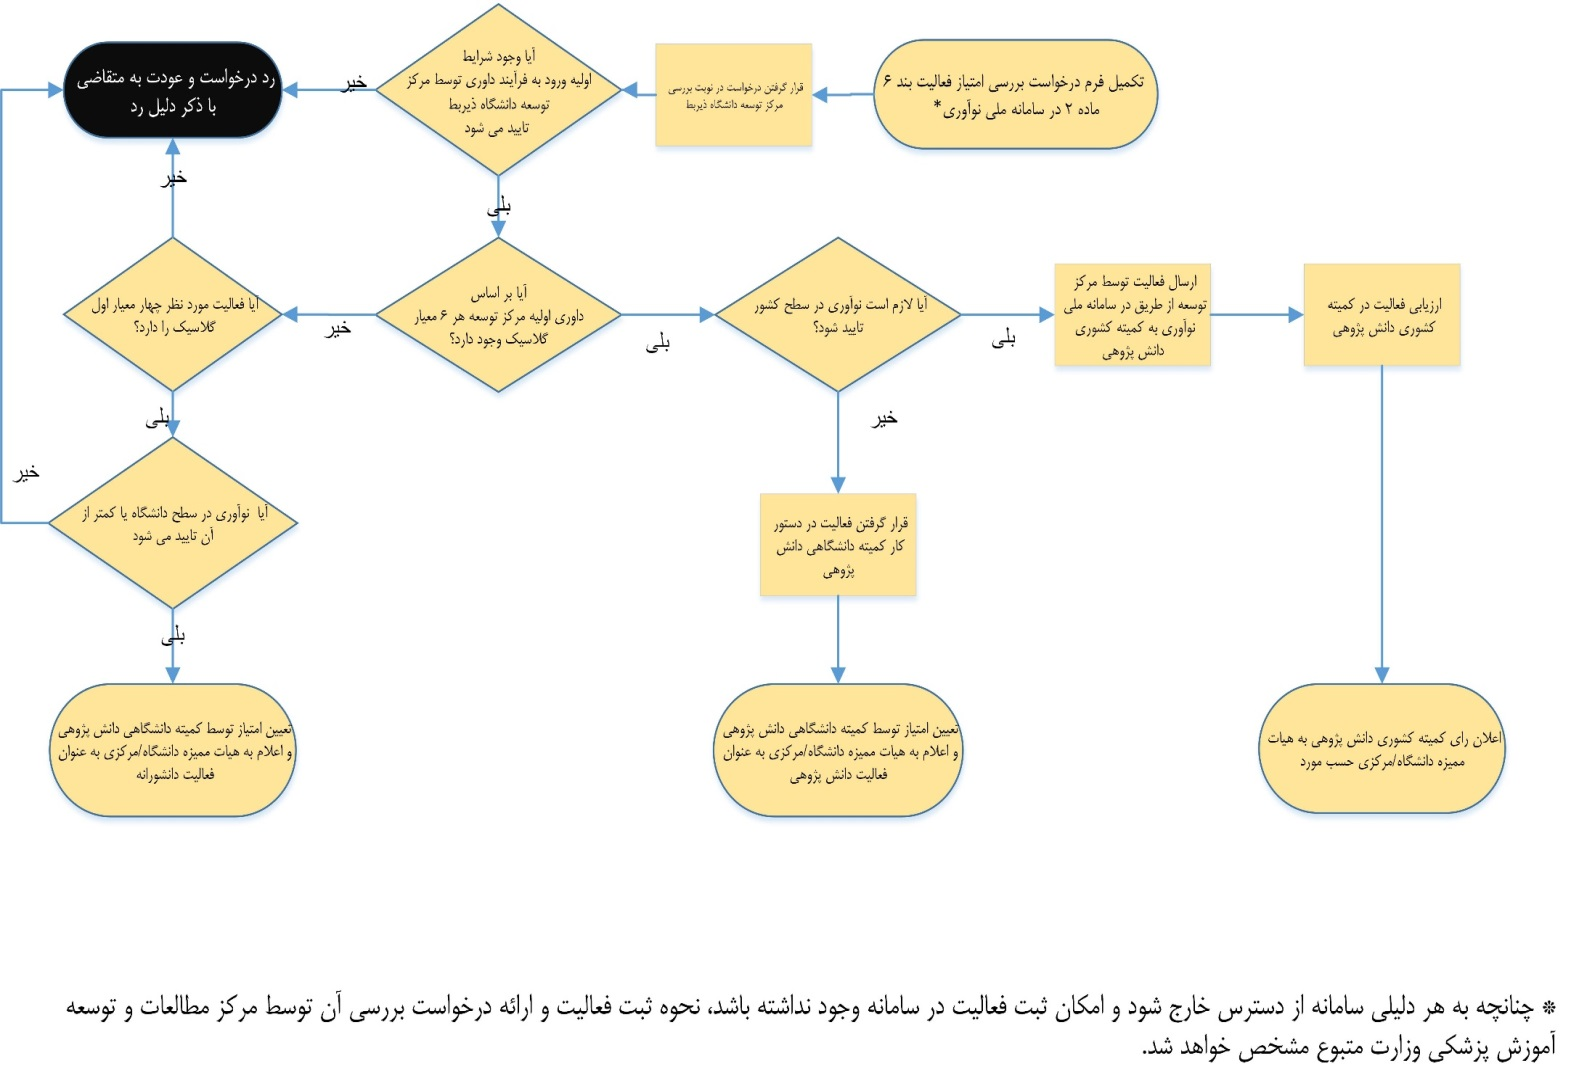 تکمیل فرم درخواست بررسی امتیاز فعالیت بند ۶
ماده ۲ در سامانه ملی نوآوری*
قرار گرفتن درخواست در نوبت بررسی
مرکز توسعه دانشگاه ذیربط
آیا وجود شرایط
اولیه ورود به فرآیند داوری توسط مرکز
توسعه دانشگاه ذیربط
تایید می شود
خیر
رد درخواست و عودت به متقاضی
با ذکر دلیل رد
بلی
خیر
ارزیابی فعالیت در کمیته
کشوری دانش پژوهی
ارسال فعالیت توسط مرکز
توسعه از طریق در سامانه ملی
نوآوری به کمیته کشوری
دانش پژوهی
بلی
آیا لازم است نوآوری در سطح کشور
تایید شود؟
بلی
آیا بر اساس
داوری اولیه مرکز توسعه هر ۶ معیار
گلاسیک وجود دارد؟
خیر
آیا فعالیت مورد نظر چهار معیار اول
گلاسیک را دارد؟
خیر
بلی
خیر
قرار گرفتن فعالیت در دستور
کار کمیته دانشگاهی دانش
پژوهی
آیا نوآوری در سطح دانشگاه یا کمتر از
آن تایید می شود
بلی
اعلان رای کمیته کشوری دانش پژوهی به هیات
ممیزه دانشگاه/مرکزی حسب مورد
تعیین امتیاز توسط کمیته دانشگاهی دانش پژوهی
و اعلام به هیات ممیزه دانشگاه/مرکزی به عنوان
فعالیت دانش پژوهی
تعیین امتیاز توسط کمیته دانشگاهی دانش پژوهی
و اعلام به هیات ممیزه دانشگاه/مرکزی به عنوان
فعالیت دانشورانه
* چنانچه به هر دلیلی سامانه از دسترس خارج شود و امکان ثبت فعالیت در سامانه وجود نداشته باشد، نحوه ثبت فعالیت و ارائه درخواست بررسی آن توسط مرکز مطالعات و توسعه
آموزش پزشکی وزارت متبوع مشخص خواهد شد.